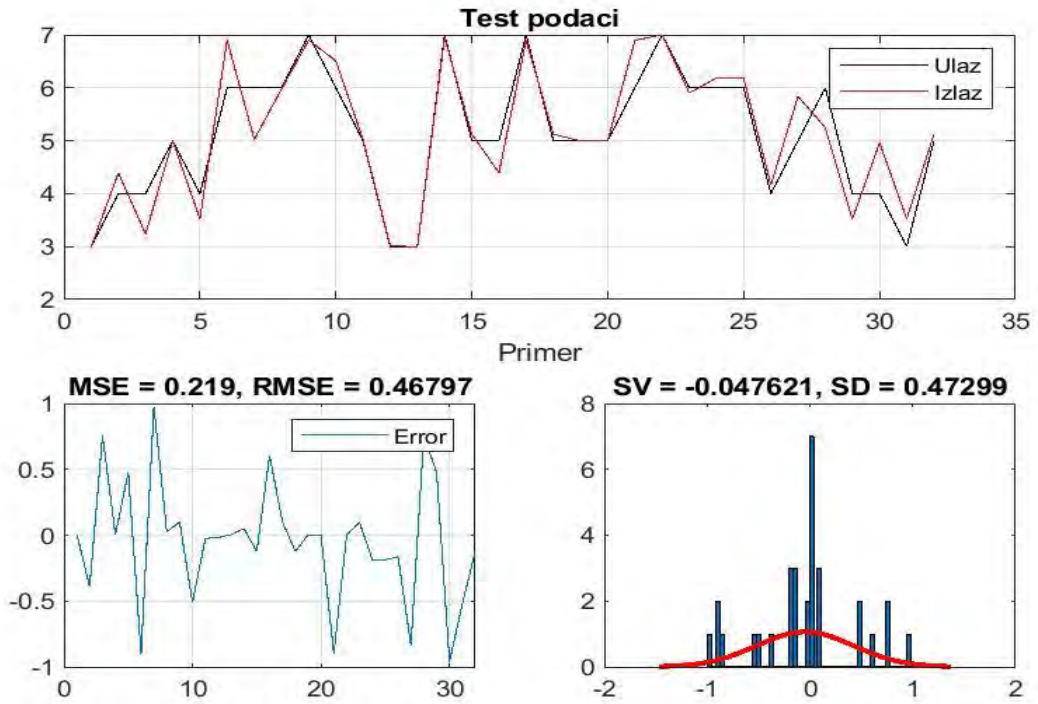 Test podaci
7
6
5
4
3
2
Ulaz
Izlaz
0 5 10 15 20 25 30 35
Primer
MSE = 0.219, RMSE = 0.46797
1
0.5
0
-0.5
-1
Error
0 10 20 30
SV = -0.047621, SD = 0.47299
8
6
4
2
0
-2 -1 0 1 2